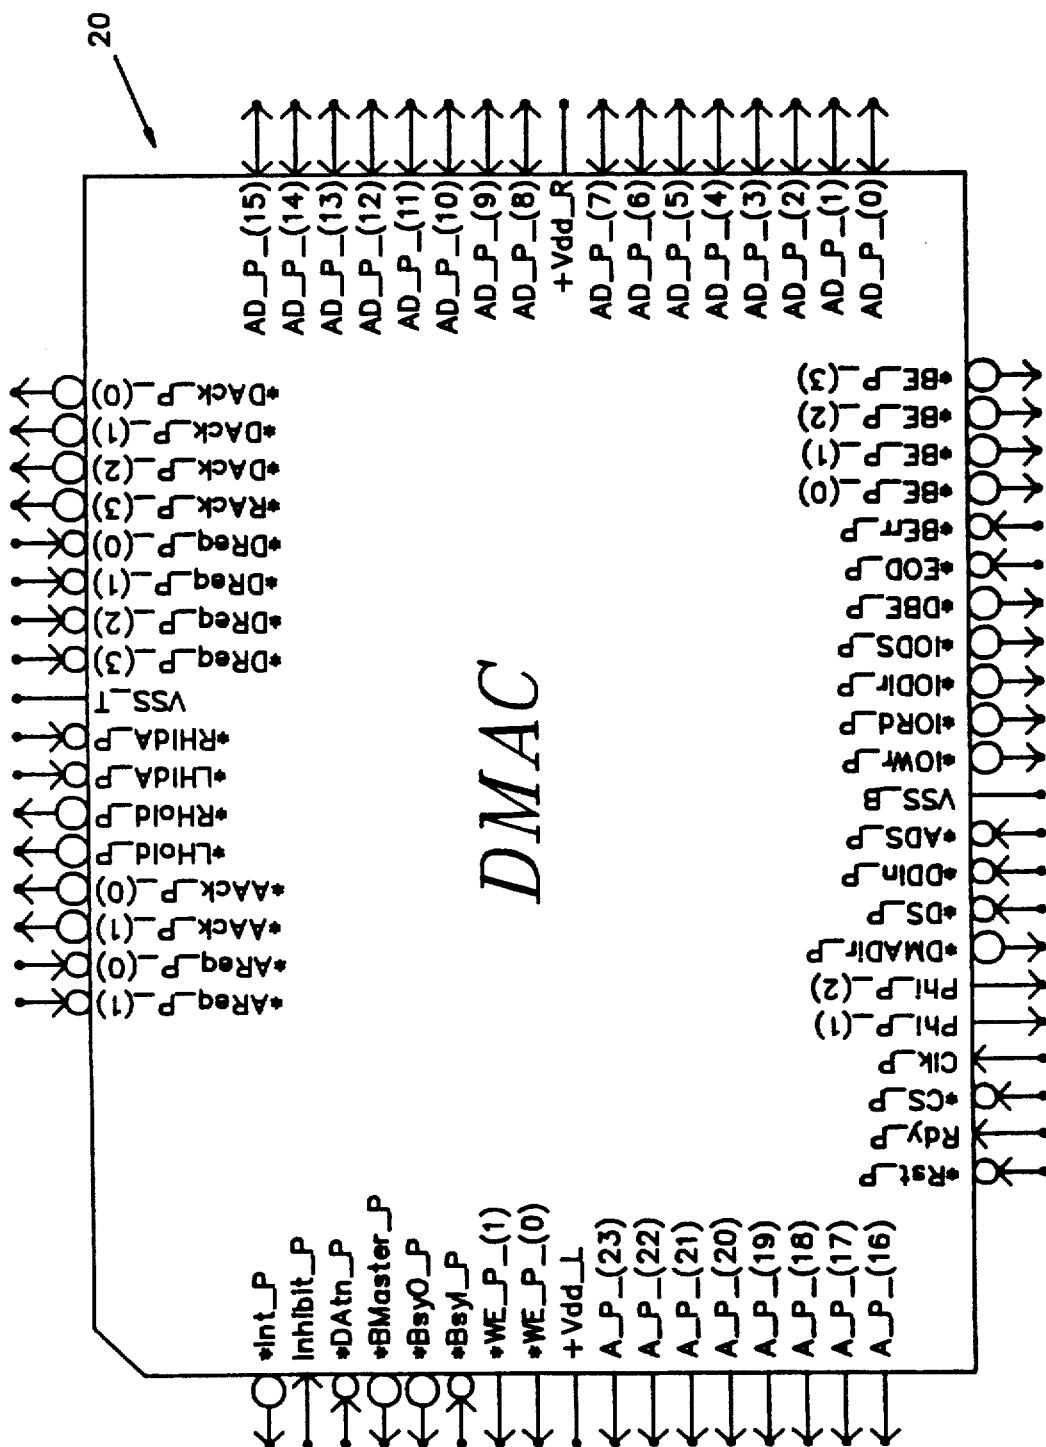 20
AD_P_(15)
AD_P_(14)
AD_P_(13)
AD_P_(12)
AD_P_(11)
AD_P_(10)
AD_P_(9)
AD_P_(8)
+Vdd_R
AD_P_(7)
AD_P_(6)
AD_P_(5)
AD_P_(4)
AD_P_(3)
AD_P_(2)
AD_P_(1)
AD_P_(0)
*DAck_P_(0)
*DAck_P_(1)
*DAck_P_(2)
*RAck_P_(3)
*DReq_P_(0)
*DReq_P_(1)
*DReq_P_(2)
*DReq_P_(3)
VSS_T
*RHldA_P
*LHldA_P
*RHold_P
*LHold_P
*AAck_P_(0)
*AAck_P_(1)
*AReq_P_(0)
*AReq_P_(1)
DMAC
*BE_P_(3)
*BE_P_(2)
*BE_P_(1)
*BE_P_(0)
*BErr_P
*EOD_P
*DBE_P
*IODS_P
*IODir_P
*IORd_P
*IOWr_P
VSS_B
*ADS_P
*DDin_P
*DS_P
*DMADir_P
Phi_P_(2)
Phi_P_(1)
Clk_P
*CS_P
Rdy_P
*Rst_P
*Int_P
Inhibit_P
*DAtn_P
*BMaster_P
*BsyO_P
*BsyI_P
*WE_P_(1)
*WE_P_(0)
+Vdd_L
A_P_(23)
A_P_(22)
A_P_(21)
A_P_(20)
A_P_(19)
A_P_(18)
A_P_(17)
A_P_(16)